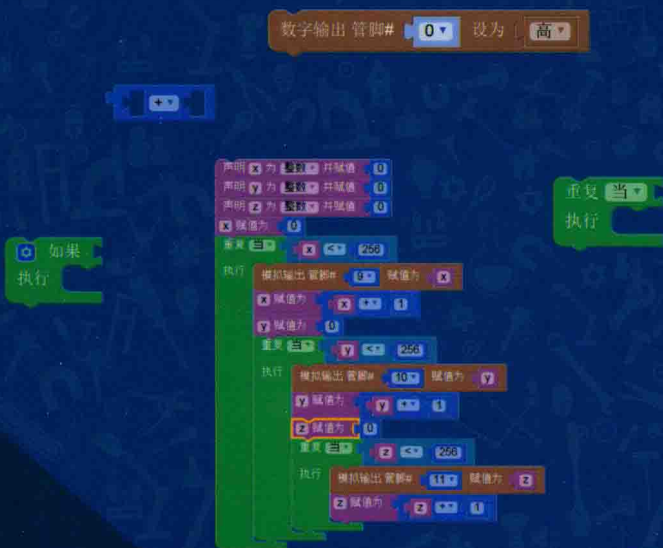 数字输出 管脚# 0 设为 高
+
声明 x 为 整数 并赋值 0
声明 y 为 整数 并赋值 0
声明 z 为 整数 并赋值 0
x 赋值为 0
重复 当 x < 256
执行 模拟输出 管脚# 9 赋值为 x
x 赋值为 x + 1
y 赋值为 0
重复 当 y < 256
执行 模拟输出 管脚# 10 赋值为 y
y 赋值为 y + 1
z 赋值为 0
重复 当 z < 256
执行 模拟输出 管脚# 11 赋值为 z
z 赋值为 z + 1
如果
执行
重复 当
执行